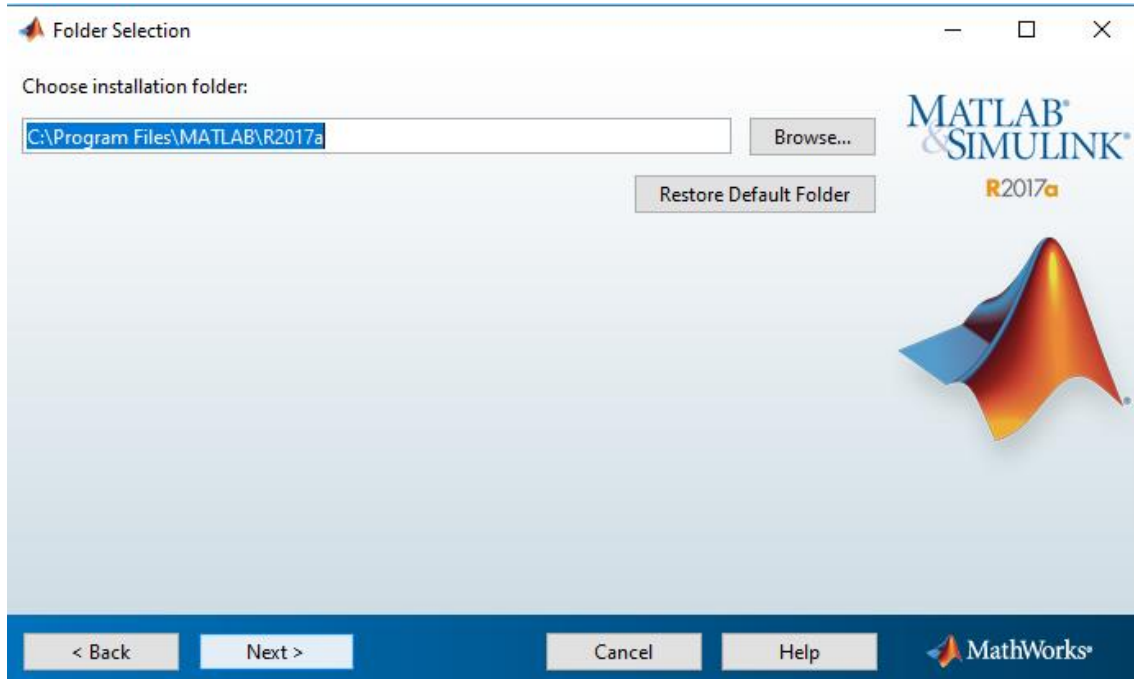 Folder Selection
Choose installation folder:
C:\Program Files\MATLAB\R2017a
Browse...
Restore Default Folder
MATLAB®
&SIMULINK®
R2017a
®
< Back
Next >
Cancel
Help
MathWorks®